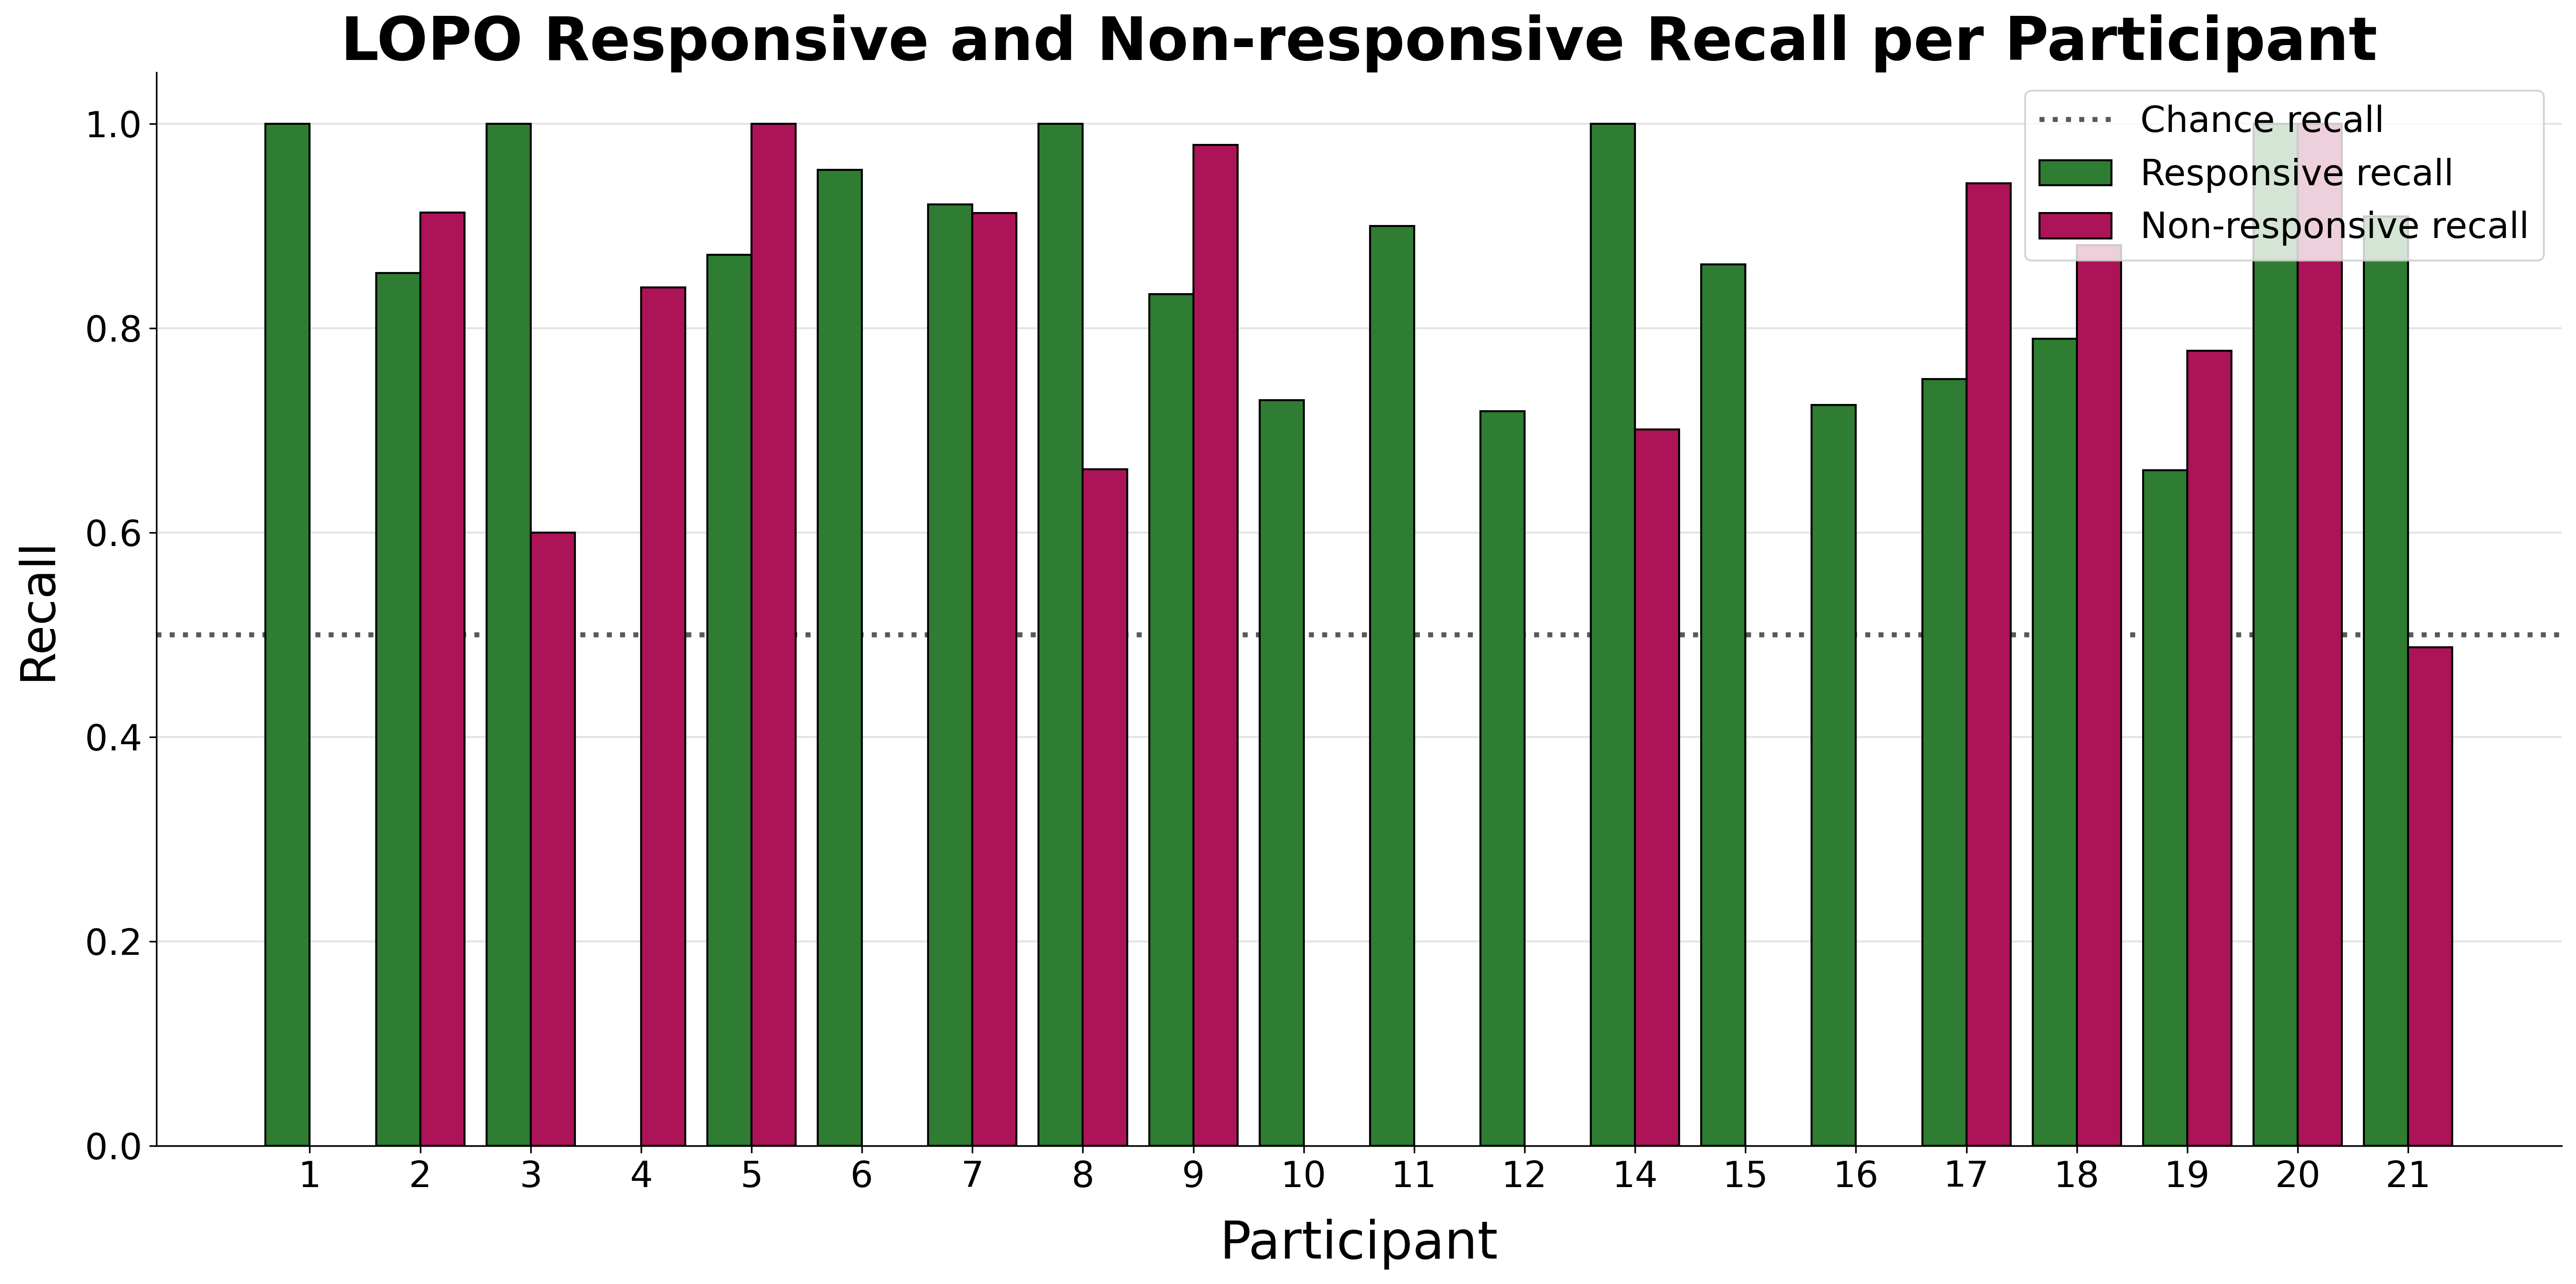 LOPO Responsive and Non-responsive Recall per Participant
Chance recall
Responsive recall
Non-responsive recall
1.0
0.8
0.6
0.4
0.2
0.0
Recall
1 2 3 4 5 6 7 8 9 10 11 12 14 15 16 17 18 19 20 21
Participant